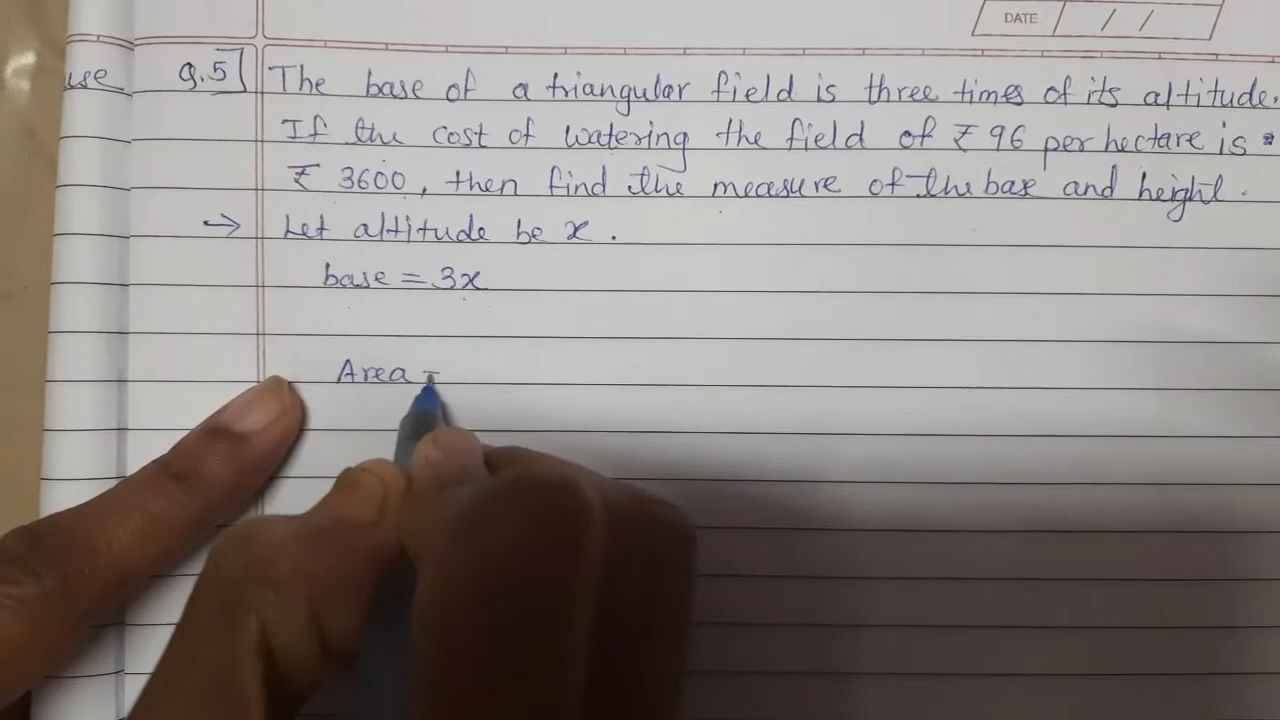 DATE / /
use Q.5] The base of a triangular field is three times of its altitude.
If the cost of watering the field of ₹ 96 per hectare is
₹ 3600, then find the measure of the base and height.
→ Let altitude be x.
base = 3x
Area =